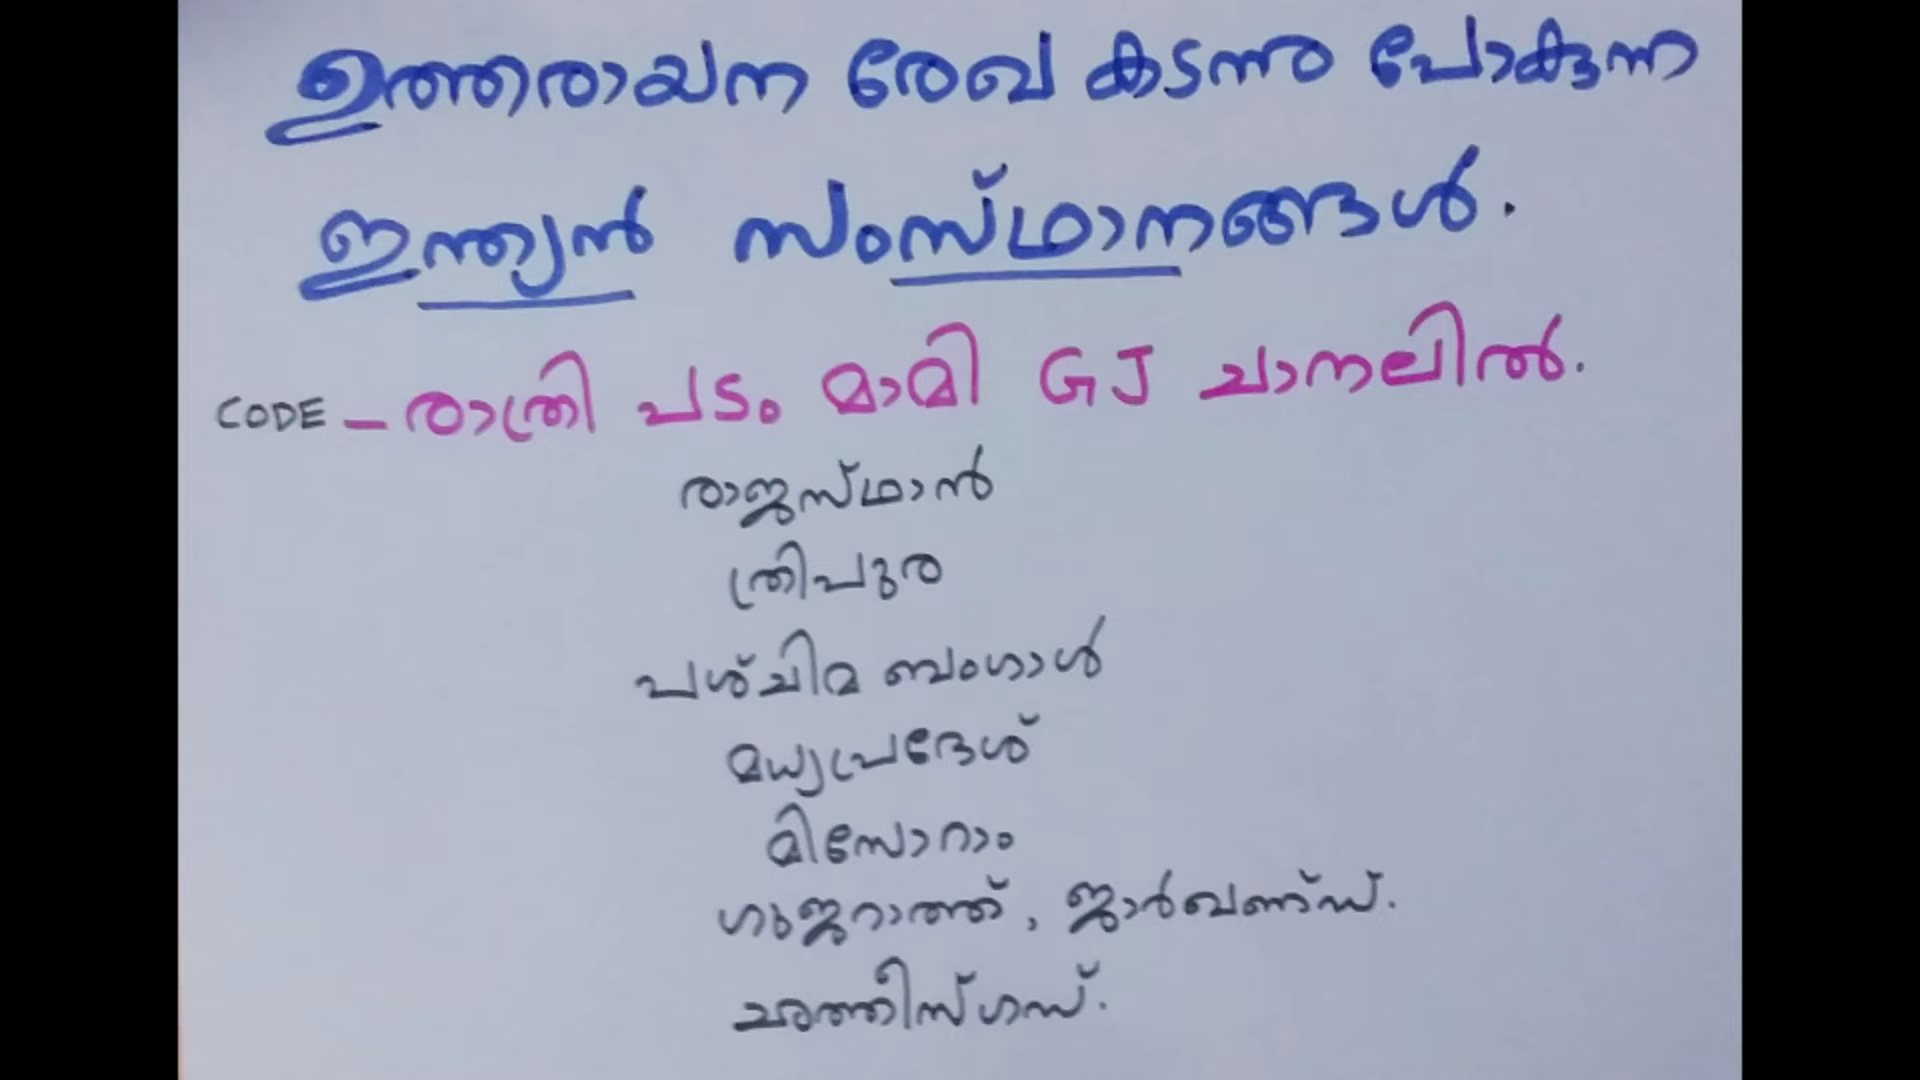 ഉത്തരായന രേഖ കടന്നു പോകുന്ന
ഇന്ത്യൻ സംസ്ഥാനങ്ങൾ.
CODE - രാത്രി പടം മാമി GJ ചാനലിൽ.
രാജസ്ഥാൻ
ത്രിപുര
പശ്ചിമ ബംഗാൾ
മധ്യപ്രദേശ്
മിസോറാം
ഗുജറാത്ത്, ജാർഖണ്ഡ്.
ഛത്തീസ്ഗഡ്.